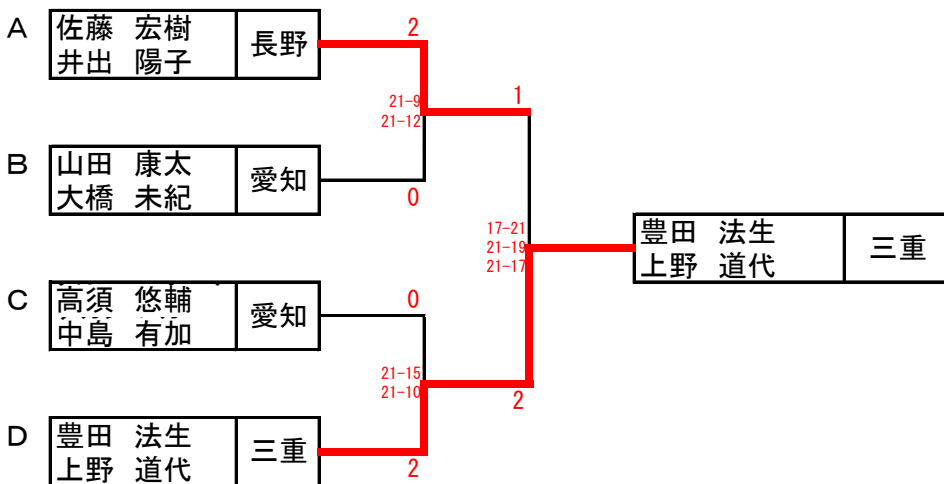 A
佐藤 宏樹
井出 陽子
長野
2
21-9
21-12
1
B
山田 康太
大橋 未紀
愛知
0
17-21
21-19
21-17
豊田 法生
上野 道代
三重
C
高須 悠輔
中島 有加
愛知
0
21-15
21-10
2
D
豊田 法生
上野 道代
三重
2